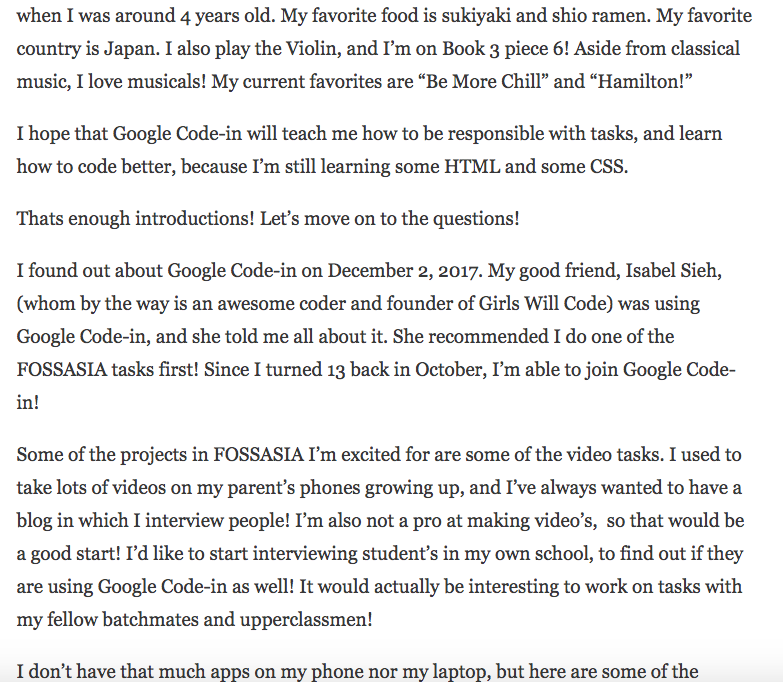 when I was around 4 years old. My favorite food is sukiyaki and shio ramen. My favorite
country is Japan. I also play the Violin, and I’m on Book 3 piece 6! Aside from classical
music, I love musicals! My current favorites are “Be More Chill” and “Hamilton!”
I hope that Google Code-in will teach me how to be responsible with tasks, and learn
how to code better, because I’m still learning some HTML and some CSS.
Thats enough introductions! Let’s move on to the questions!
I found out about Google Code-in on December 2, 2017. My good friend, Isabel Sieh,
(whom by the way is an awesome coder and founder of Girls Will Code) was using
Google Code-in, and she told me all about it. She recommended I do one of the
FOSSASIA tasks first! Since I turned 13 back in October, I’m able to join Google Code-
in!
Some of the projects in FOSSASIA I’m excited for are some of the video tasks. I used to
take lots of videos on my parent’s phones growing up, and I’ve always wanted to have a
blog in which I interview people! I’m also not a pro at making video’s,  so that would be
a good start! I’d like to start interviewing student’s in my own school, to find out if they
are using Google Code-in as well! It would actually be interesting to work on tasks with
my fellow batchmates and upperclassmen!
I don’t have that much apps on my phone nor my laptop, but here are some of the